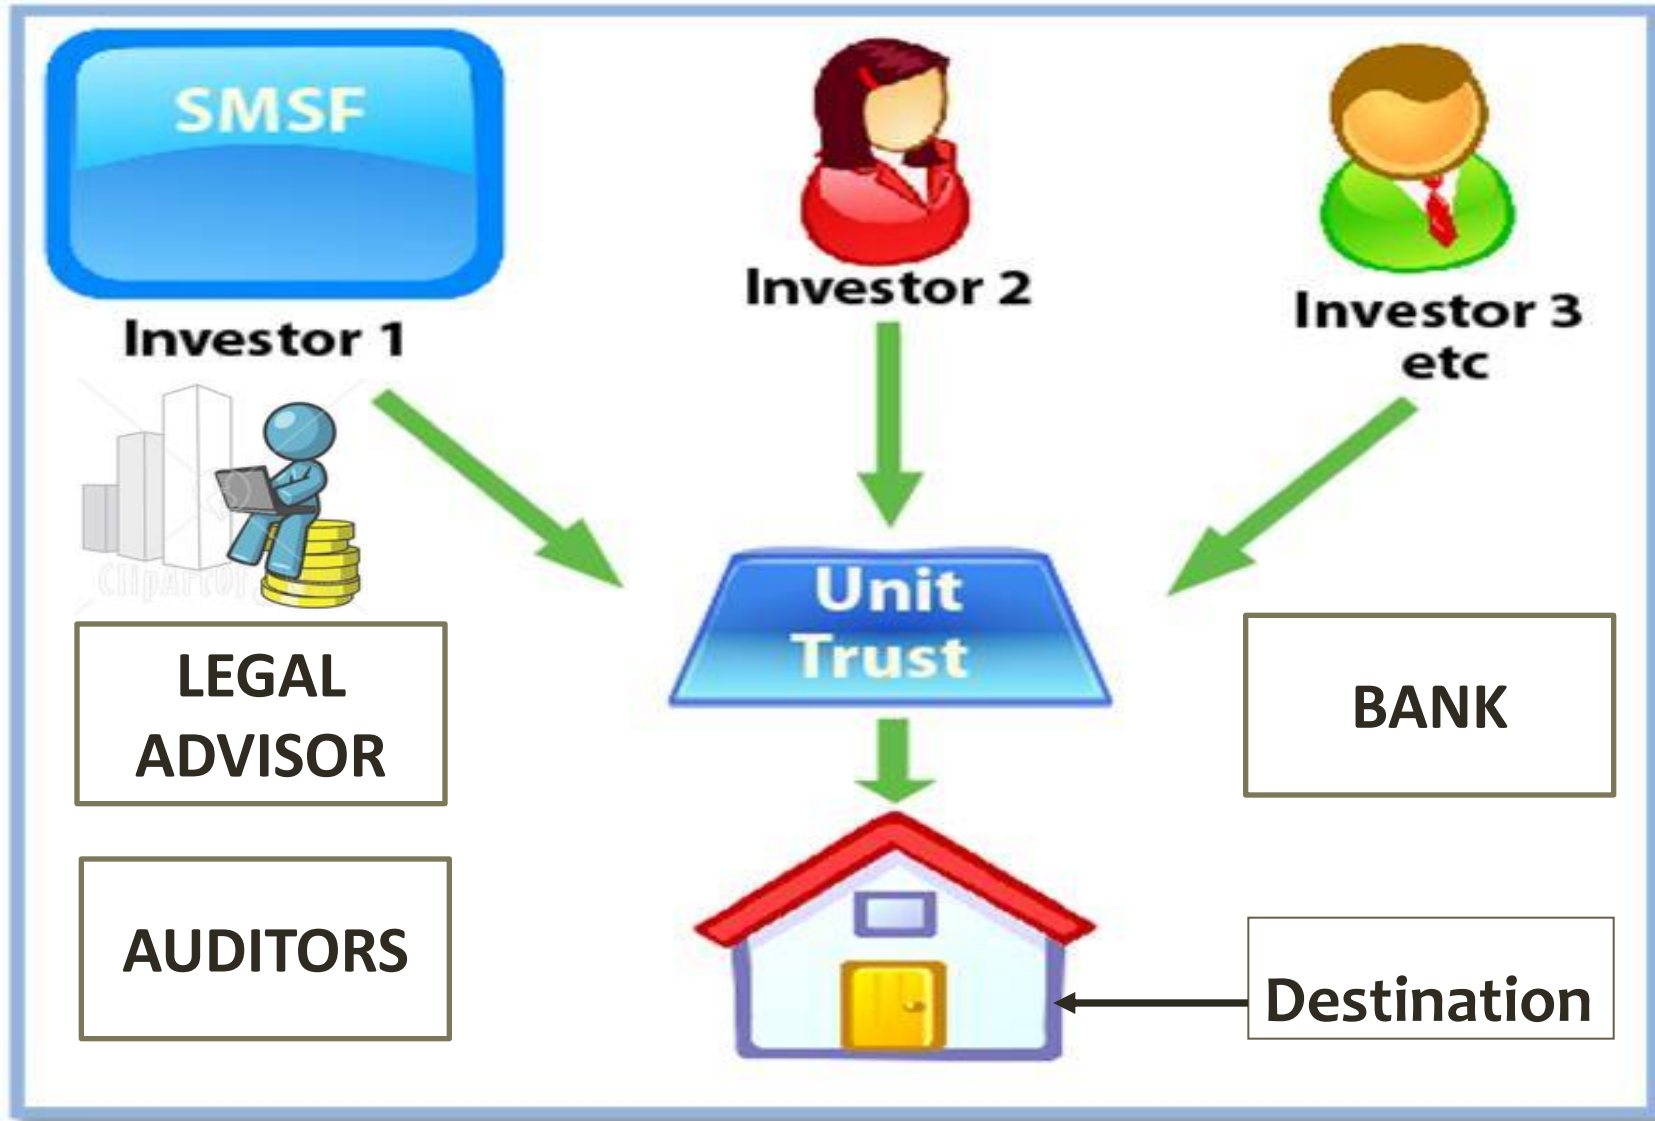 SMSF
Investor 1
Investor 2
Investor 3
etc
Unit
Trust
LEGAL
ADVISOR
BANK
AUDITORS
Destination